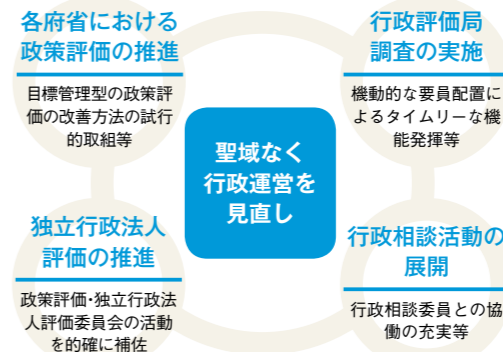 各府省における
政策評価の推進
目標管理型の政策評
価の改善方法の試行
的取組等
行政評価局
調査の実施
機動的な要員配置に
よるタイムリーな機
能発揮等
聖域なく
行政運営を
見直し
独立行政法人
評価の推進
政策評価・独立行政法
人評価委員会の活動
を的確に補佐
行政相談活動の
展開
行政相談委員との協
働の充実等